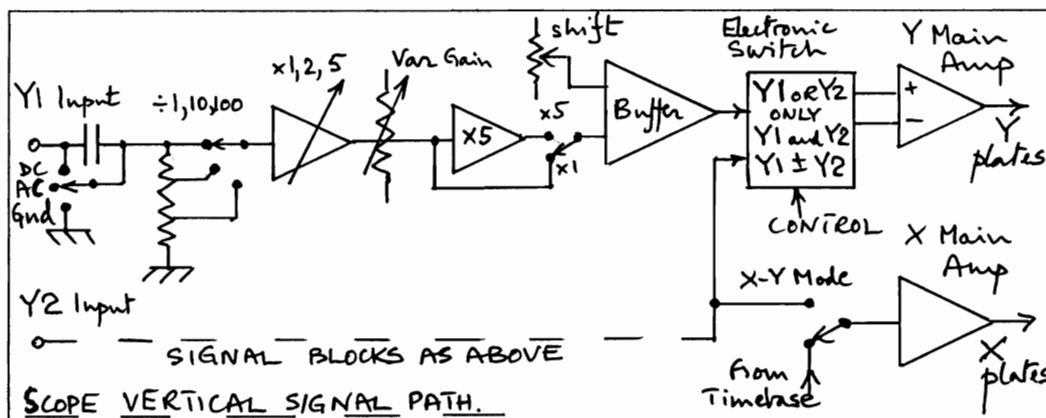 shift
Electronic
Switch
Y Main
Amp
x1,2,5
Var Gain
Y1 Input
÷1,10,100
x5
Buffer
Y1 OR Y2
ONLY
Y1 and Y2
Y1 ± Y2
+
−
X5
x1
Y
plates
DC
AC
Gnd
CONTROL
X Main
Amp
Y2 Input
X-Y Mode
SIGNAL BLOCKS AS ABOVE
From
Timebase
X
plates
SCOPE VERTICAL SIGNAL PATH.